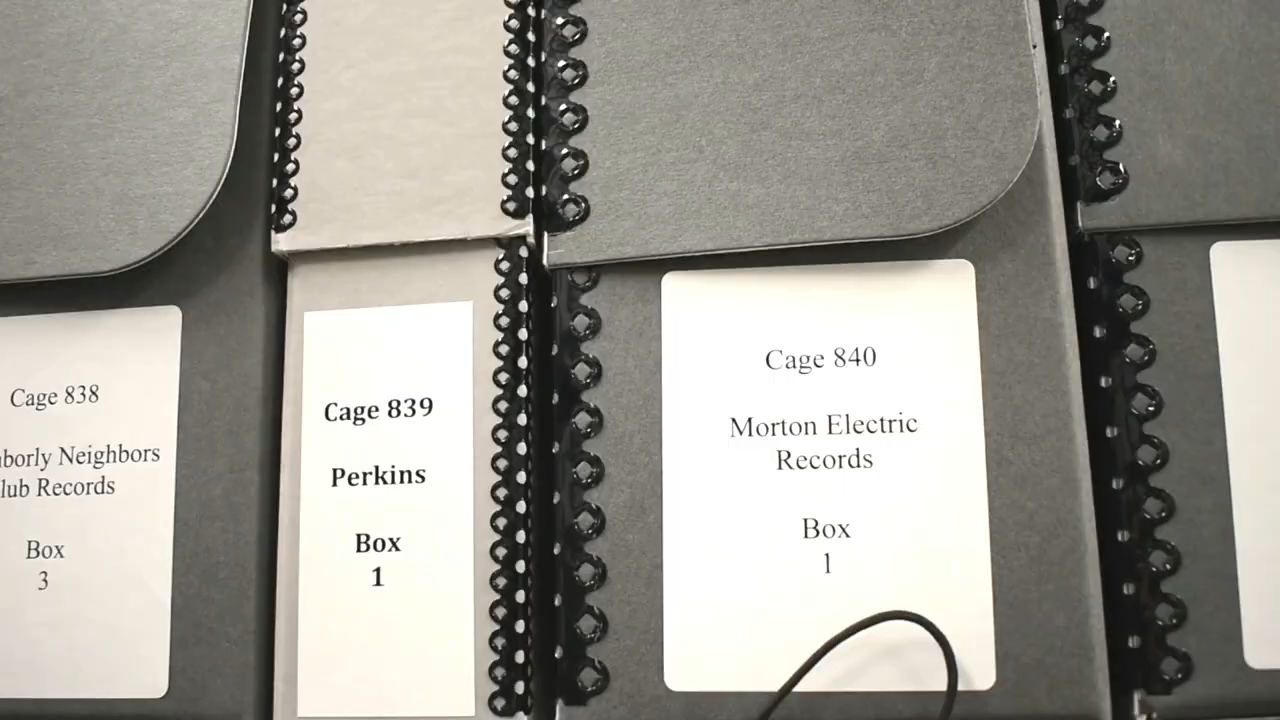 Cage 838
borly Neighbors
lub Records
Box
3
Cage 839
Perkins
Box
1
Cage 840
Morton Electric
Records
Box
1